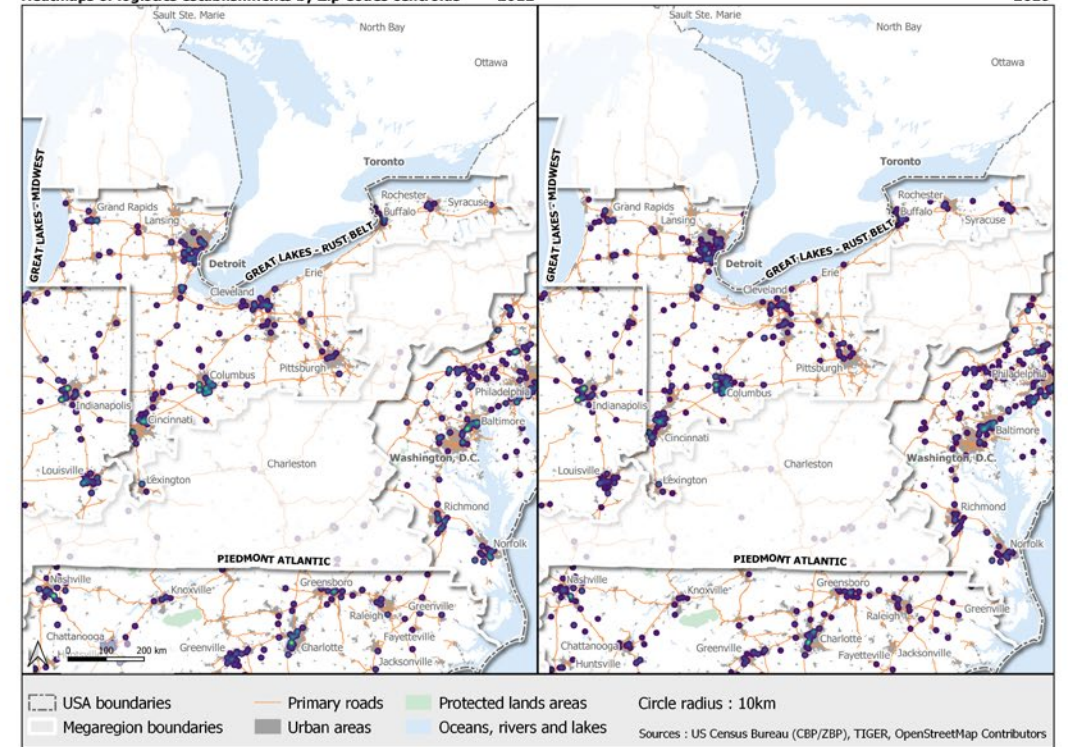 Sault Ste. Marie
North Bay
Ottawa
Toronto
GREAT LAKES - MIDWEST
Grand Rapids
Lansing
Rochester
Syracuse
Buffalo
Detroit
GREAT LAKES - RUST BELT
Erie
Cleveland
Pittsburgh
Columbus
Philadelphia
Indianapolis
Cincinnati
Baltimore
Washington, D.C.
Louisville
Charleston
Lexington
Richmond
Norfolk
PIEDMONT ATLANTIC
Nashville
Knoxville
Greensboro
Raleigh
Greenville
Chattanooga
Fayetteville
Greenville
Charlotte
Jacksonville
0 100 200 km
Sault Ste. Marie
North Bay
Ottawa
Toronto
GREAT LAKES - MIDWEST
Grand Rapids
Lansing
Rochester
Buffalo
Syracuse
Detroit
GREAT LAKES - RUST BELT
Erie
Cleveland
Pittsburgh
Philadelphia
Columbus
Indianapolis
Cincinnati
Baltimore
Washington, D.C.
Louisville
Charleston
Lexington
Richmond
Norfolk
PIEDMONT ATLANTIC
Nashville
Knoxville
Greensboro
Raleigh
Greenville
Chattanooga
Charlotte
Greenville
Fayetteville
Jacksonville
Huntsville
USA boundaries
Primary roads
Protected lands areas
Circle radius : 10km
Megaregion boundaries
Urban areas
Oceans, rivers and lakes
Sources : US Census Bureau (CBP/ZBP), TIGER, OpenStreetMap Contributors